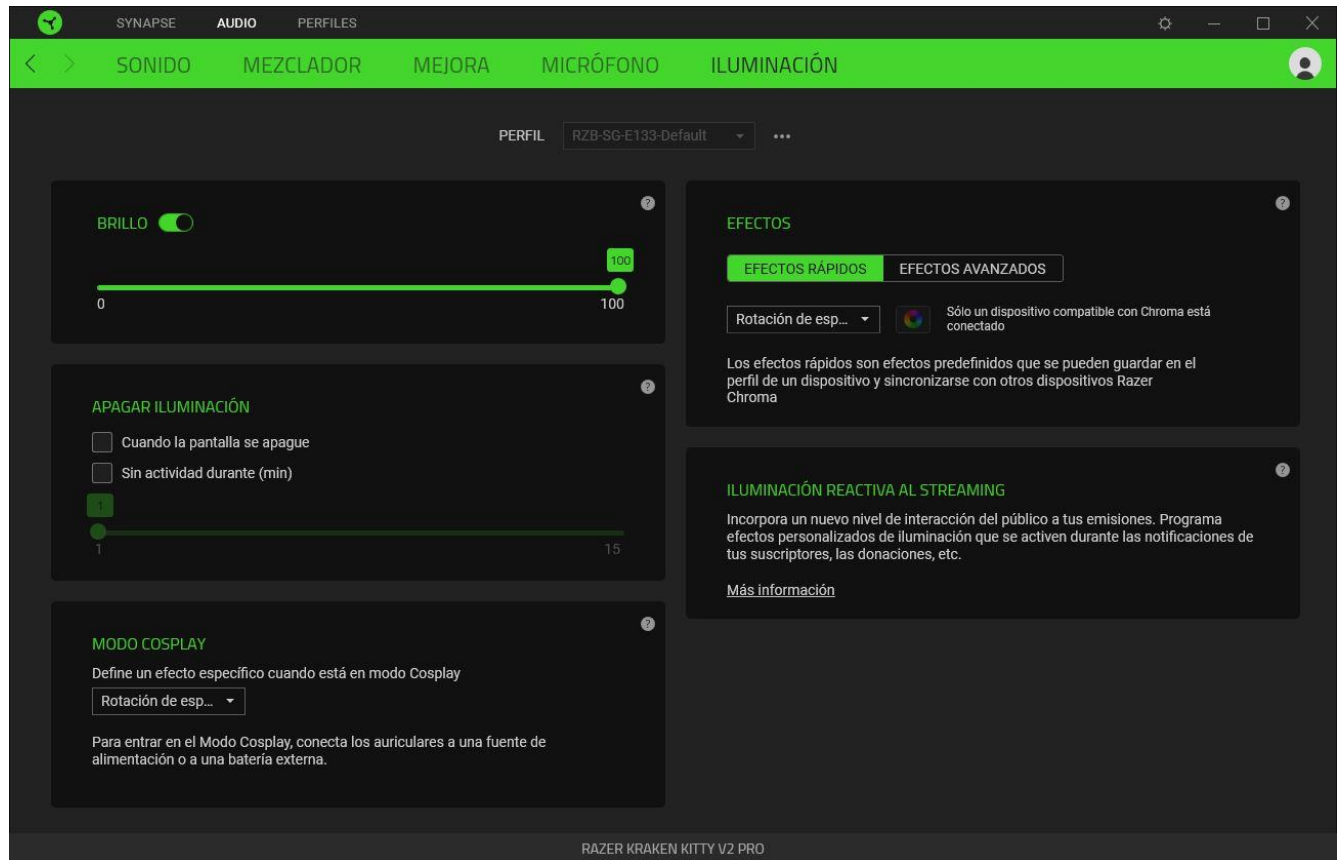 SYNAPSE AUDIO PERFILES
SONIDO MEZCLADOR MEJORA MICRÓFONO ILUMINACIÓN
PERFIL RZB-SG-E133-Default
BRILLO
100
0 100
APAGAR ILUMINACIÓN
Cuando la pantalla se apague
Sin actividad durante (min)
1
1 15
MODO COSPLAY
Define un efecto específico cuando está en modo Cosplay
Rotación de esp...
Para entrar en el Modo Cosplay, conecta los auriculares a una fuente de
alimentación o a una batería externa.
EFECTOS
EFECTOS RÁPIDOS EFECTOS AVANZADOS
Rotación de esp...
Sólo un dispositivo compatible con Chroma está
conectado
Los efectos rápidos son efectos predefinidos que se pueden guardar en el
perfil de un dispositivo y sincronizarse con otros dispositivos Razer
Chroma
ILUMINACIÓN REACTIVA AL STREAMING
Incorpora un nuevo nivel de interacción del público a tus emisiones. Programa
efectos personalizados de iluminación que se activen durante las notificaciones de
tus suscriptores, las donaciones, etc.
Más información
RAZER KRAKEN KITTY V2 PRO